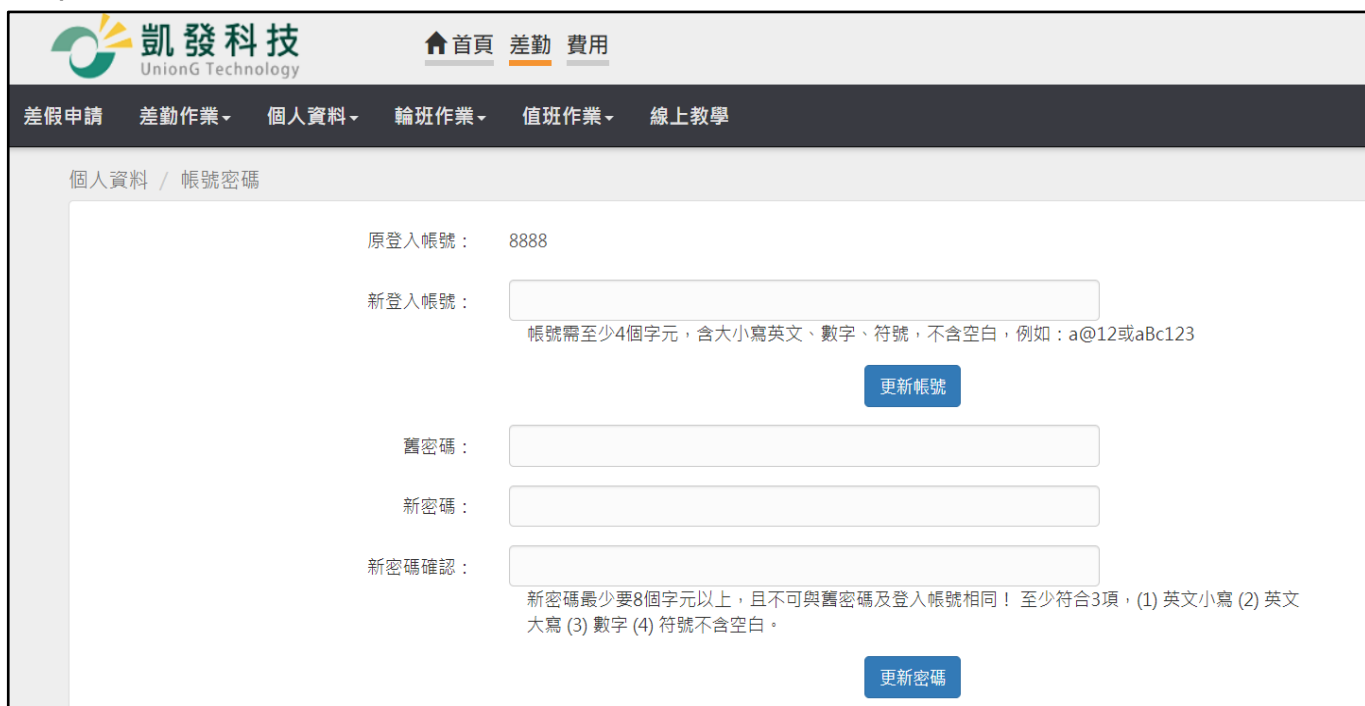 凱發科技
UnionG Technology
首頁 差勤 費用
差假申請 差勤作業 個人資料 輪班作業 值班作業 線上教學
個人資料 / 帳號密碼
原登入帳號： 8888
新登入帳號：
帳號需至少4個字元，含大小寫英文、數字、符號，不含空白，例如：a@12或aBc123
更新帳號
舊密碼：
新密碼：
新密碼確認：
新密碼最少要8個字元以上，且不可與舊密碼及登入帳號相同！ 至少符合3項，(1) 英文小寫 (2) 英文
大寫 (3) 數字 (4) 符號不含空白。
更新密碼